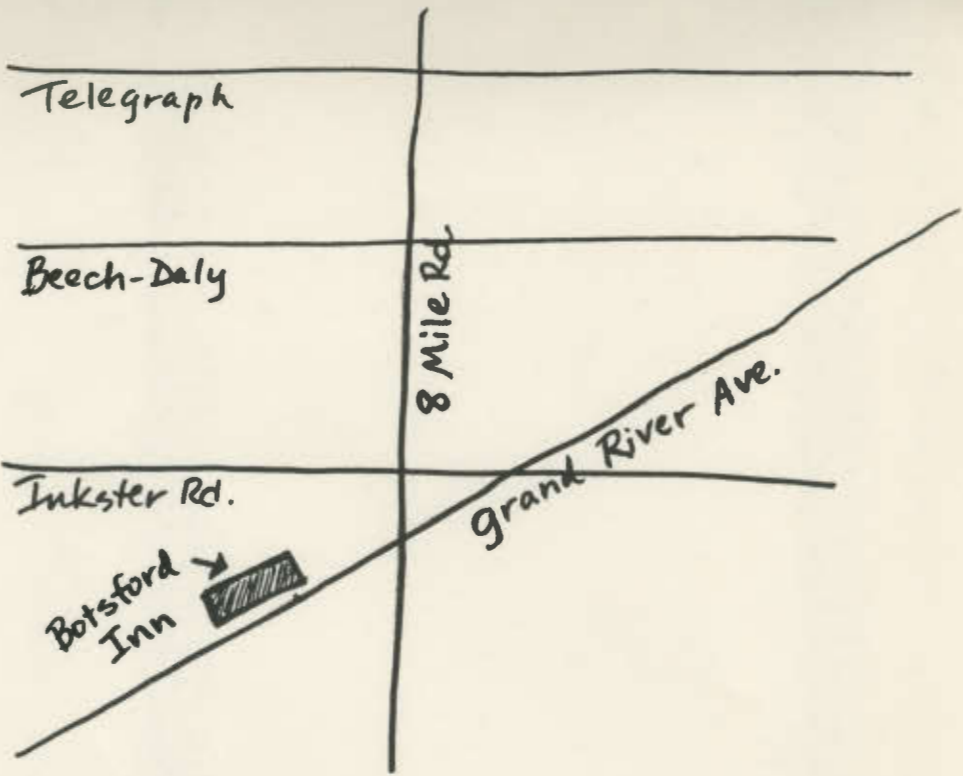 Telegraph
Beech-Daly
8 Mile Rd
Grand River Ave.
Inkster Rd.
Botsford
Inn